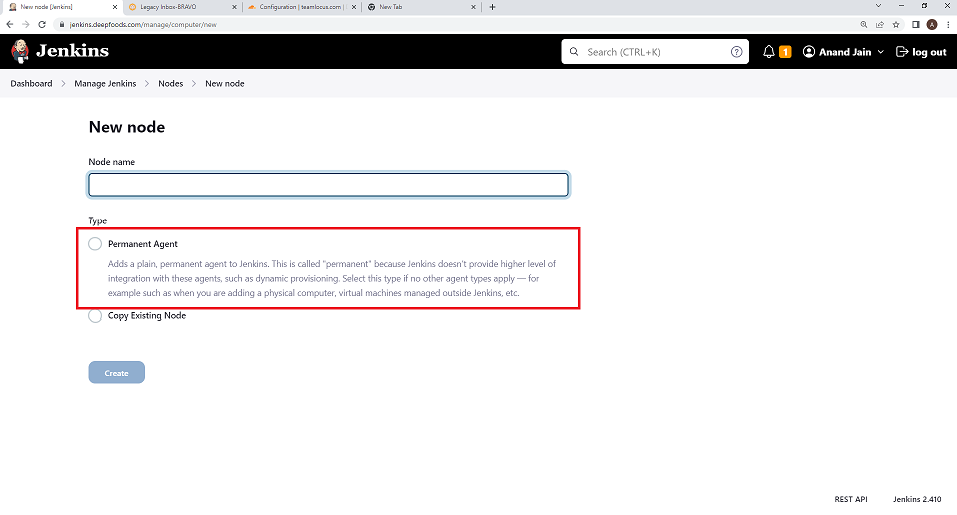 New node [Jenkins]
Legacy Inbox-BRAVO
Configuration | teamlocus.com |
New Tab
jenkins.deepfoods.com/manage/computer/new
A
Jenkins
Search (CTRL+K)
?
1
Anand Jain
log out
Dashboard > Manage Jenkins > Nodes > New node
New node
Node name
Type
Permanent Agent
Adds a plain, permanent agent to Jenkins. This is called "permanent" because Jenkins doesn't provide higher level of
integration with these agents, such as dynamic provisioning. Select this type if no other agent types apply — for
example such as when you are adding a physical computer, virtual machines managed outside Jenkins, etc.
Copy Existing Node
Create
REST API
Jenkins 2.410